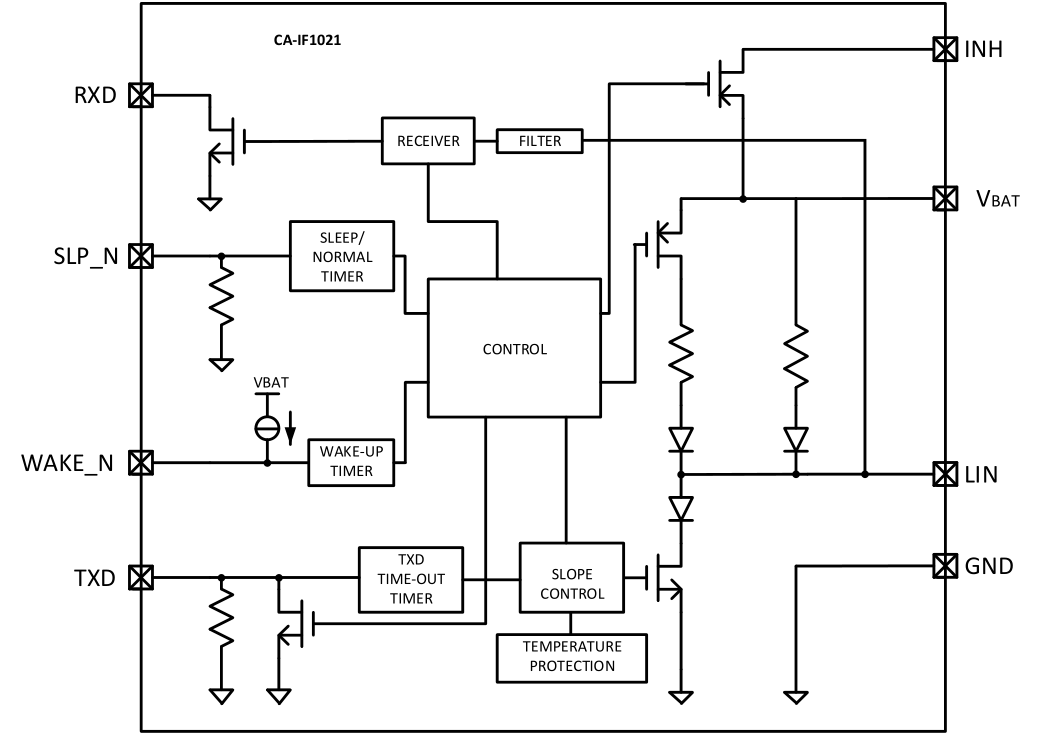 CA-IF1021
INH
RXD
RECEIVER
FILTER
VBAT
SLP_N
SLEEP/
NORMAL
TIMER
CONTROL
VBAT
WAKE_N
WAKE-UP
TIMER
LIN
TXD
TXD
TIME-OUT
TIMER
SLOPE
CONTROL
GND
TEMPERATURE
PROTECTION